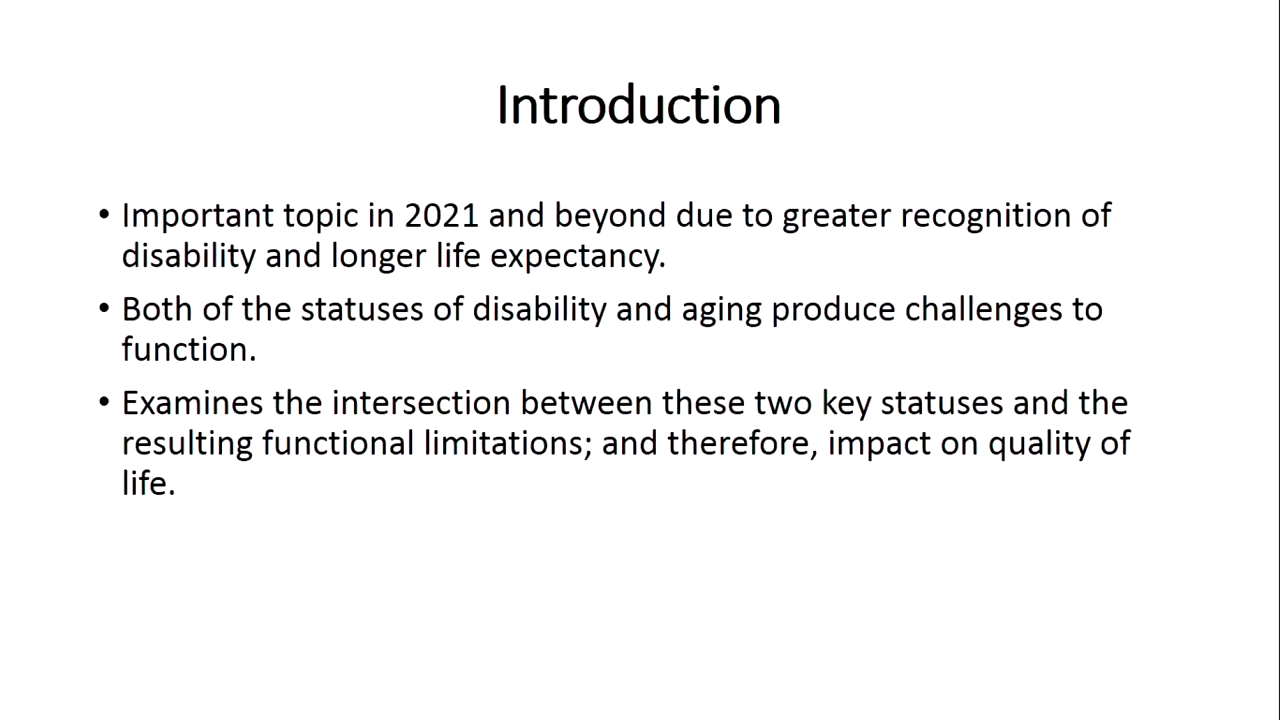 Introduction
• Important topic in 2021 and beyond due to greater recognition of
disability and longer life expectancy.
• Both of the statuses of disability and aging produce challenges to
function.
• Examines the intersection between these two key statuses and the
resulting functional limitations; and therefore, impact on quality of
life.